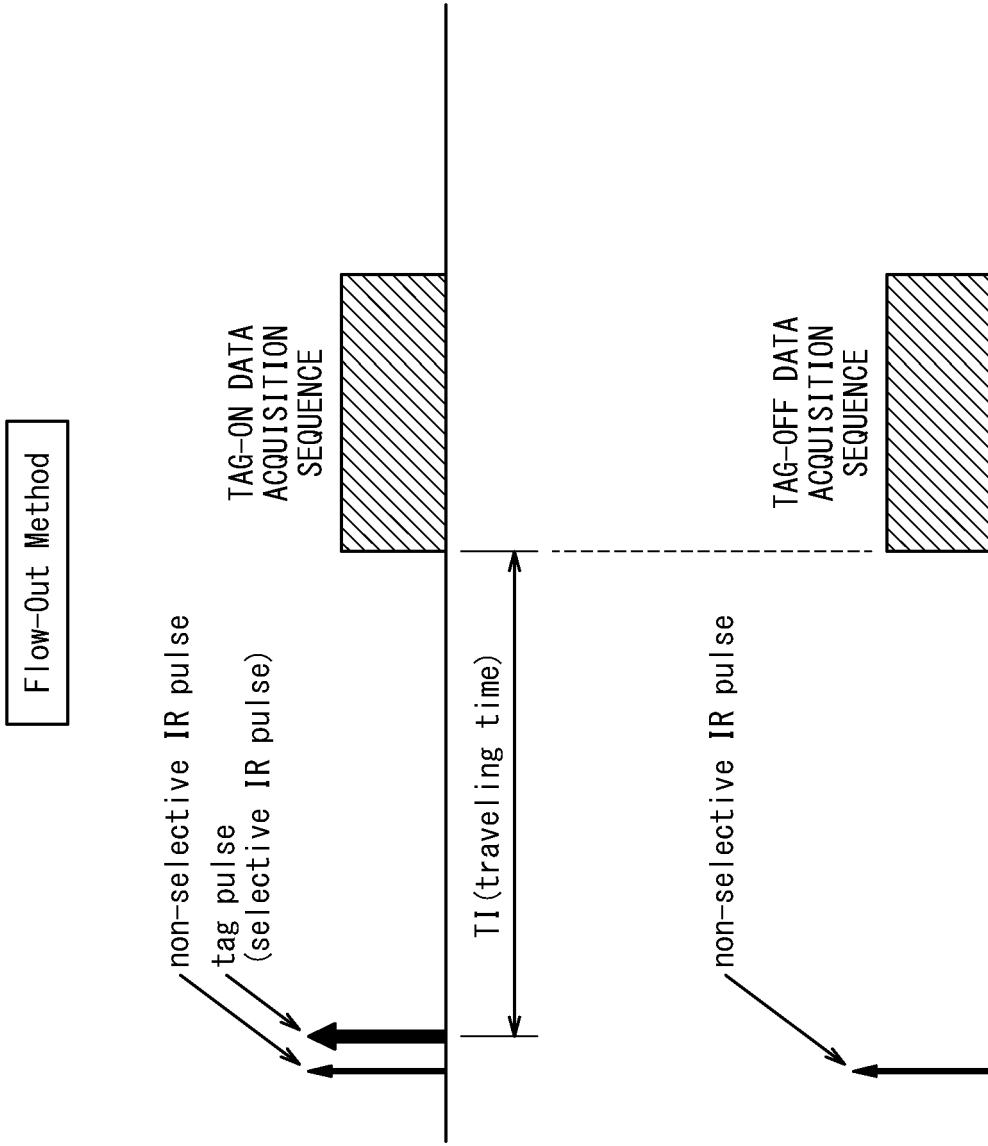 Flow-Out Method
non-selective IR pulse
tag pulse
(selective IR pulse)
TAG-ON DATA
ACQUISITION
SEQUENCE
TI(traveling time)
non-selective IR pulse
TAG-OFF DATA
ACQUISITION
SEQUENCE